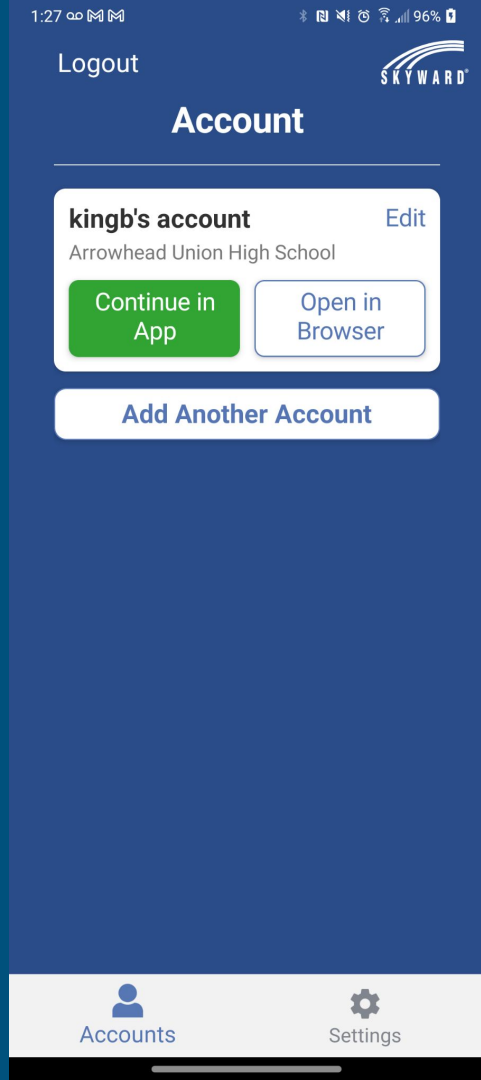 1:27 96%
Logout
SKYWARD®
Account
kingb's account Edit
Arrowhead Union High School
Continue in
App
Open in
Browser
Add Another Account
Accounts Settings